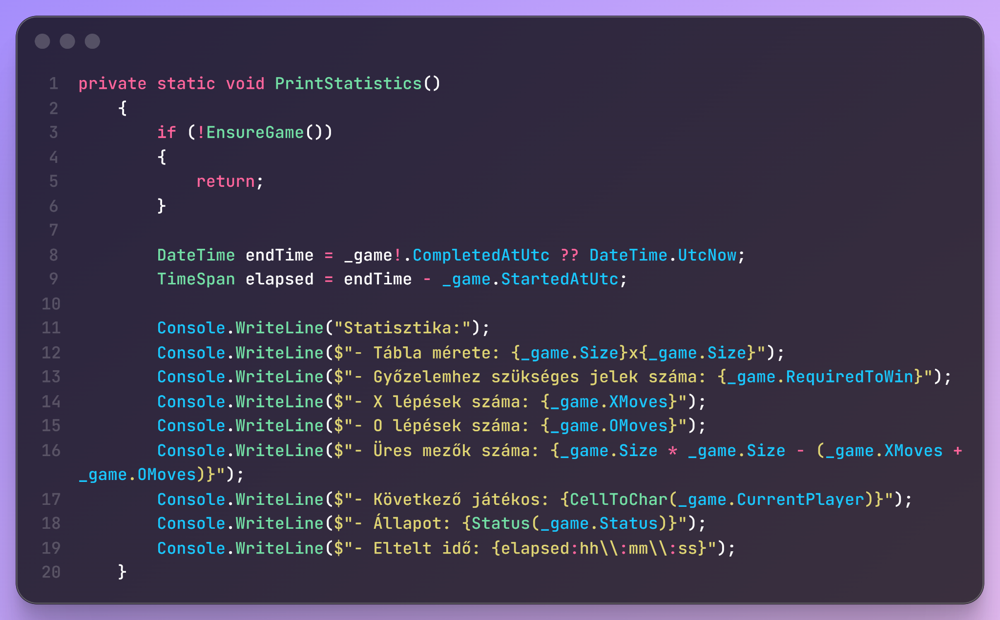 1 private static void PrintStatistics()
2     {
3         if (!EnsureGame())
4         {
5             return;
6         }
7
8         DateTime endTime = _game!.CompletedAtUtc ?? DateTime.UtcNow;
9         TimeSpan elapsed = endTime - _game.StartedAtUtc;
10
11         Console.WriteLine("Statisztika:");
12         Console.WriteLine($"- Tábla mérete: {_game.Size}x{_game.Size}");
13         Console.WriteLine($"- Győzelemhez szükséges jelek száma: {_game.RequiredToWin}");
14         Console.WriteLine($"- X lépések száma: {_game.XMoves}");
15         Console.WriteLine($"- O lépések száma: {_game.OMoves}");
16         Console.WriteLine($"- Üres mezők száma: {_game.Size * _game.Size - (_game.XMoves +
_game.OMoves)}");
17         Console.WriteLine($"- Következő játékos: {CellToChar(_game.CurrentPlayer)}");
18         Console.WriteLine($"- Állapot: {Status(_game.Status)}");
19         Console.WriteLine($"- Eltelt idő: {elapsed:hh\\:mm\\:ss}");
20     }